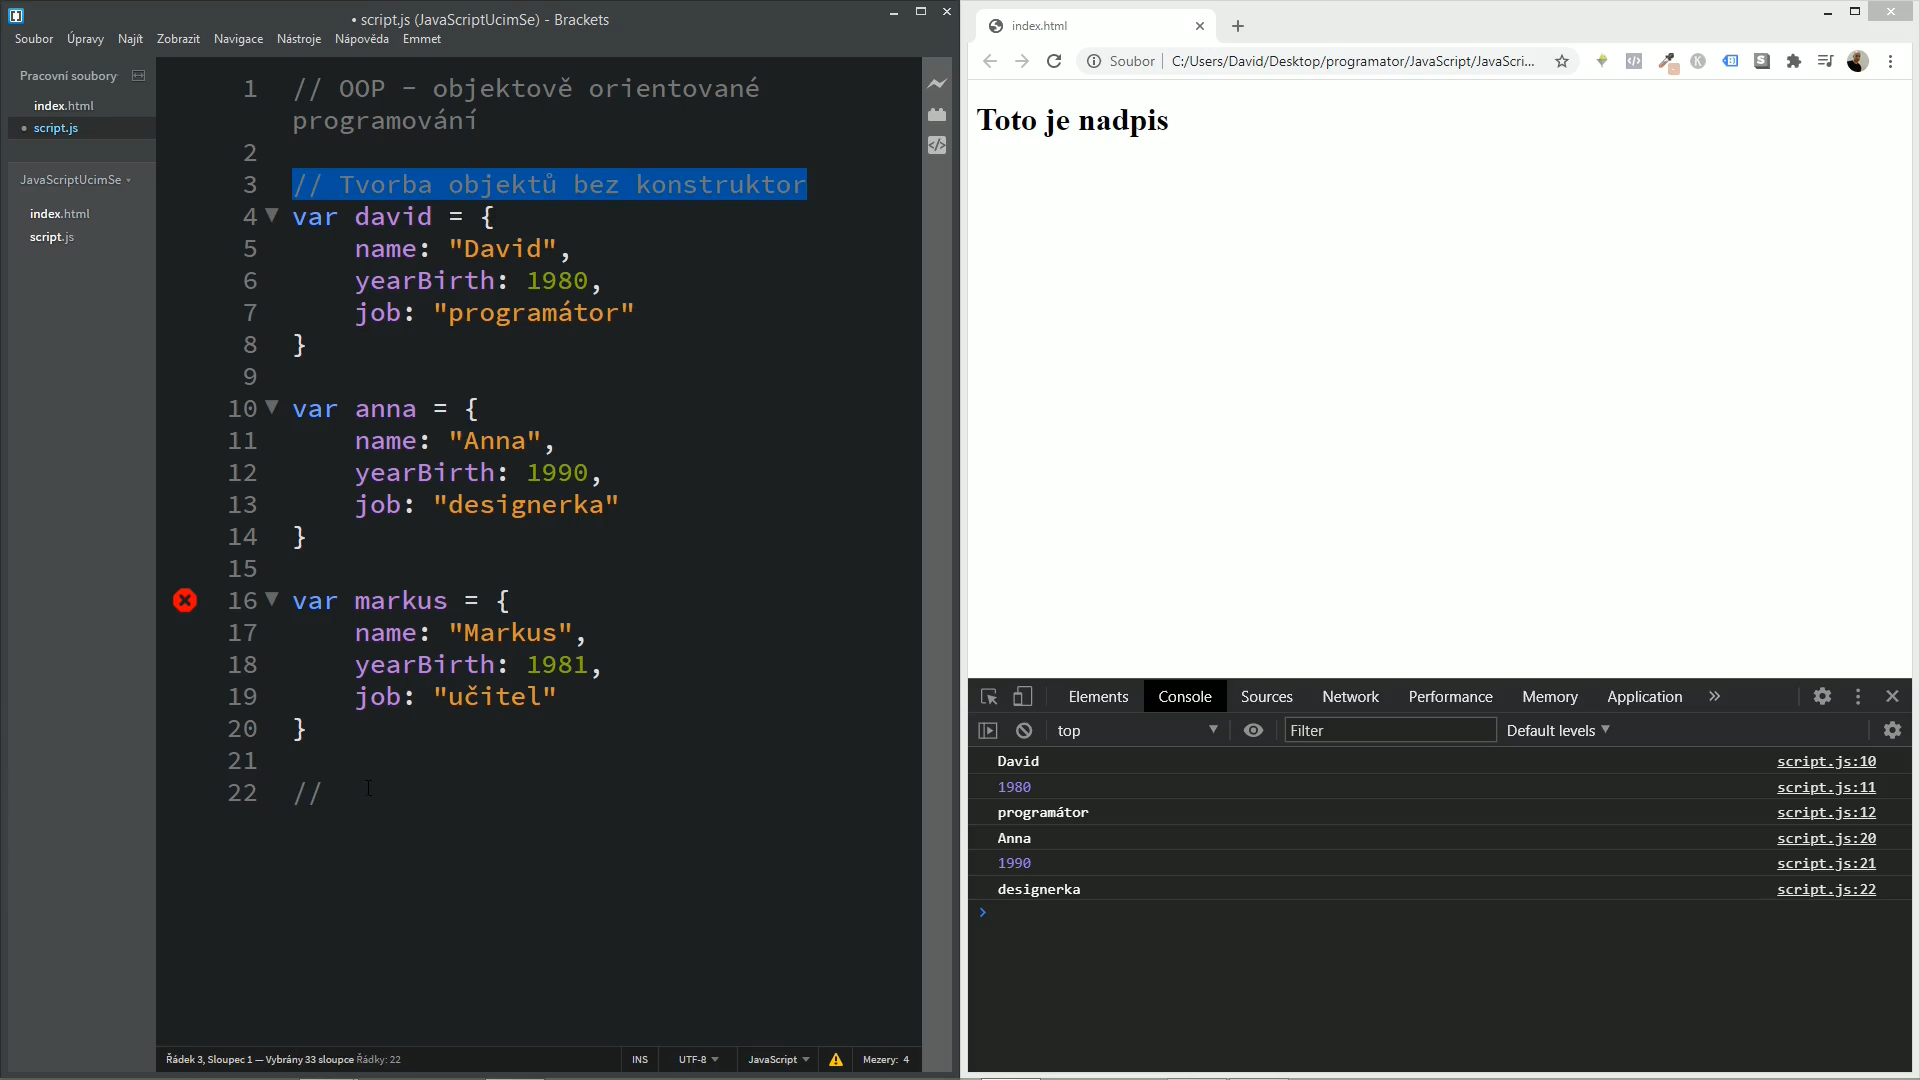 • script.js (JavaScriptUcimSe) - Brackets
Soubor Úpravy Najít Zobrazit Navigace Nástroje Nápověda Emmet
Pracovní soubory
index.html
• script.js
JavaScriptUcimSe
index.html
script.js
1 // OOP - objektově orientované
programování
2
3 // Tvorba objektů bez konstruktor
4 var david = {
5 name: "David",
6 yearBirth: 1980,
7 job: "programátor"
8 }
9
10 var anna = {
11 name: "Anna",
12 yearBirth: 1990,
13 job: "designerka"
14 }
15
16 var markus = {
17 name: "Markus",
18 yearBirth: 1981,
19 job: "učitel"
20 }
21
22 //
Řádek 3, Sloupec 1 — Vybrány 33 sloupce Řádky: 22
INS UTF-8 JavaScript Mezery: 4
index.html
Soubor C:/Users/David/Desktop/programator/JavaScript/JavaScri...
Toto je nadpis
Elements Console Sources Network Performance Memory Application
top Filter Default levels
David script.js:10
1980 script.js:11
programátor script.js:12
Anna script.js:20
1990 script.js:21
designerka script.js:22